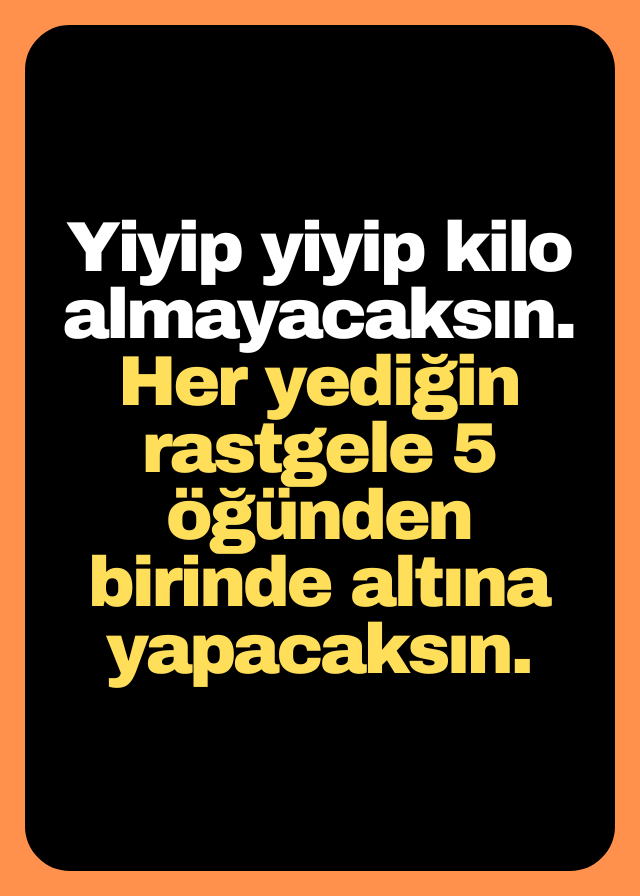 Yiyip yiyip kilo
almayacaksın.
Her yediğin
rastgele 5
öğünden
birinde altına
yapacaksın.